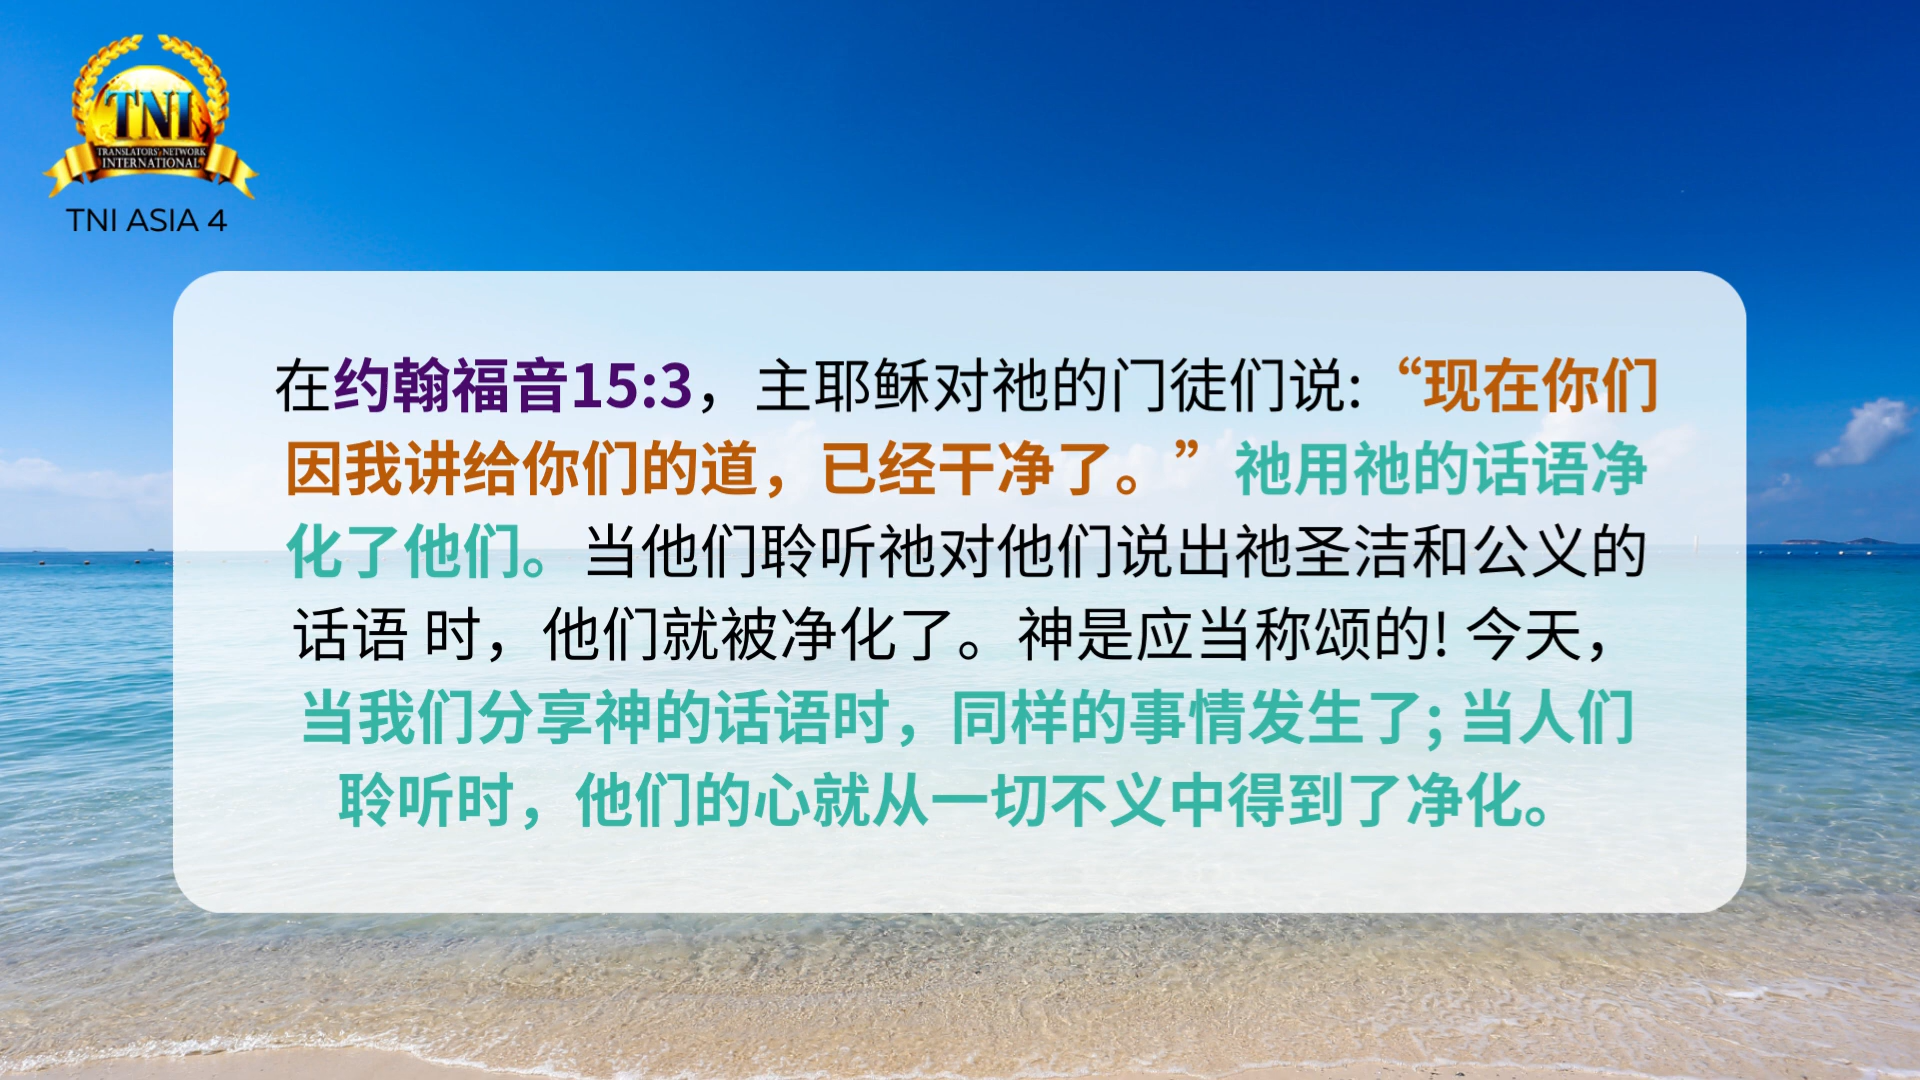 TNI
TRANSLATORS' NETWORK
INTERNATIONAL
TNI ASIA 4
在约翰福音15:3，主耶稣对祂的门徒们说:“现在你们
因我讲给你们的道，已经干净了。”祂用祂的话语净
化了他们。当他们聆听祂对他们说出祂圣洁和公义的
话语 时，他们就被净化了。神是应当称颂的! 今天，
当我们分享神的话语时，同样的事情发生了; 当人们
聆听时，他们的心就从一切不义中得到了净化。